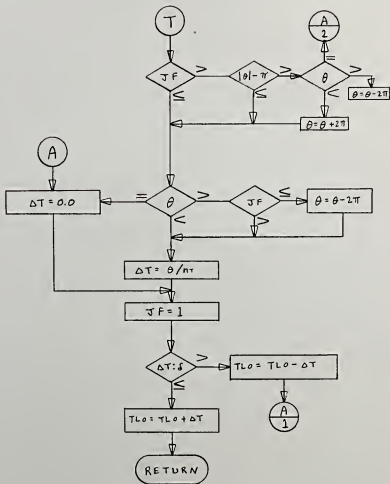 T
A
2
=
JF
>
|θ|-π
>
θ
>
≤
≤
<
θ=θ-2π
θ=θ+2π
A
ΔT=0.0
=
θ
>
JF
≤
θ=θ-2π
<
>
ΔT= θ/nτ
JF=1
ΔT:δ
>
TLO= TLO-ΔT
≤
TLO=TLO+ΔT
A
1
RETURN